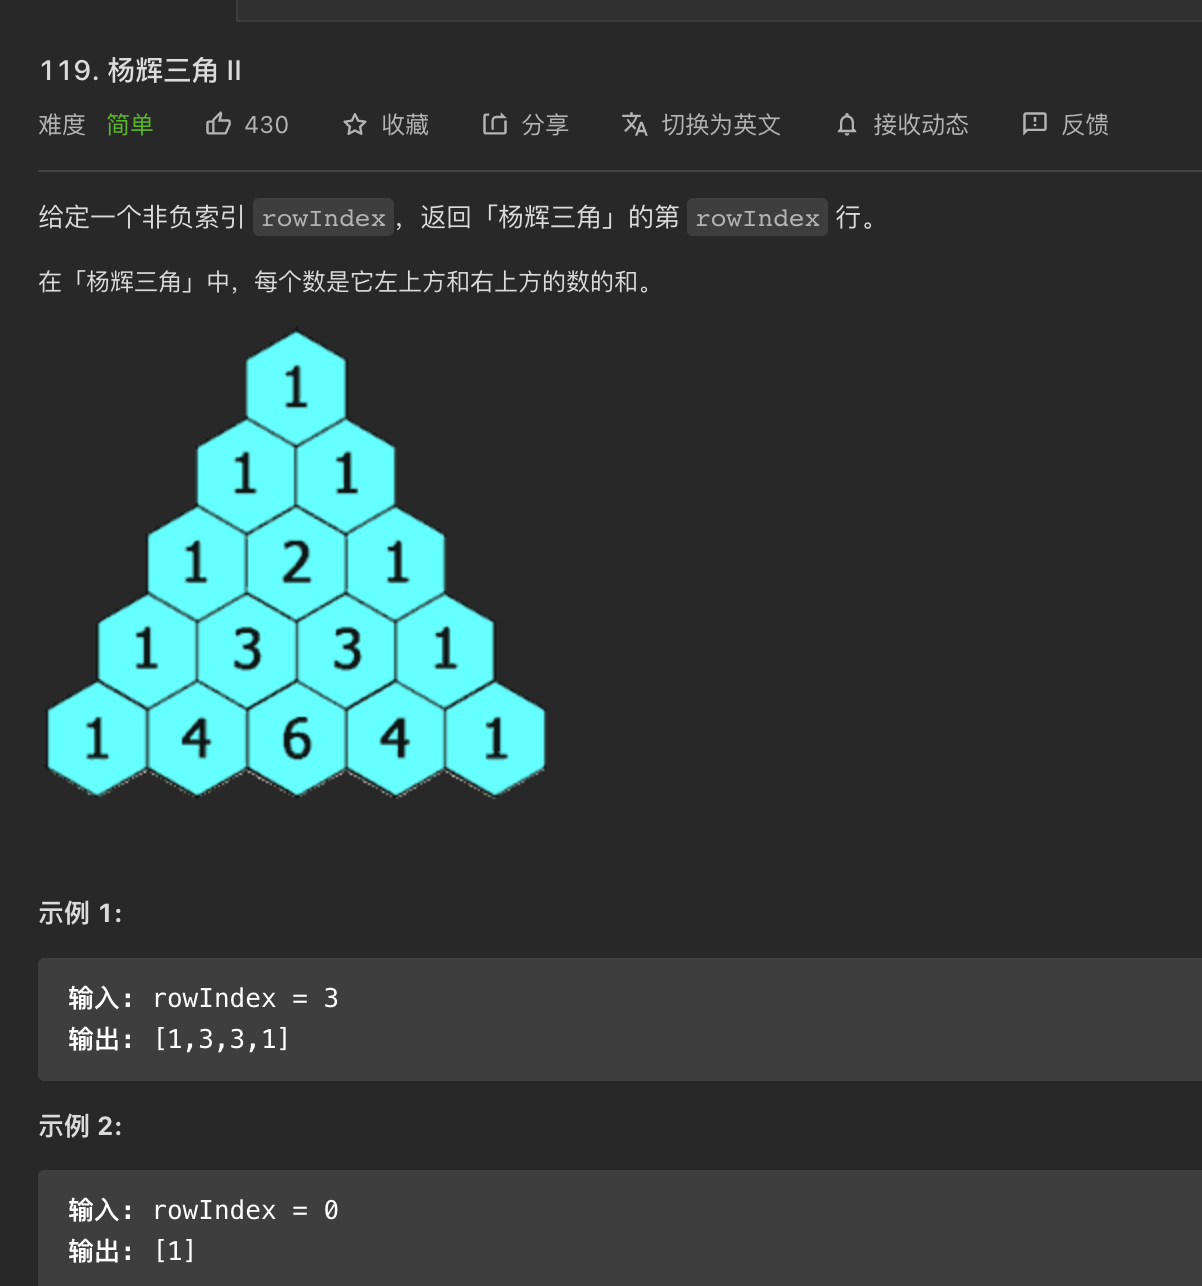 119. 杨辉三角 II
难度 简单 430 收藏 分享 切换为英文 接收动态 反馈
给定一个非负索引 rowIndex，返回「杨辉三角」的第 rowIndex 行。
在「杨辉三角」中，每个数是它左上方和右上方的数的和。
1
1 1
1 2 1
1 3 3 1
1 4 6 4 1
示例 1:
输入: rowIndex = 3
输出: [1,3,3,1]
示例 2:
输入: rowIndex = 0
输出: [1]